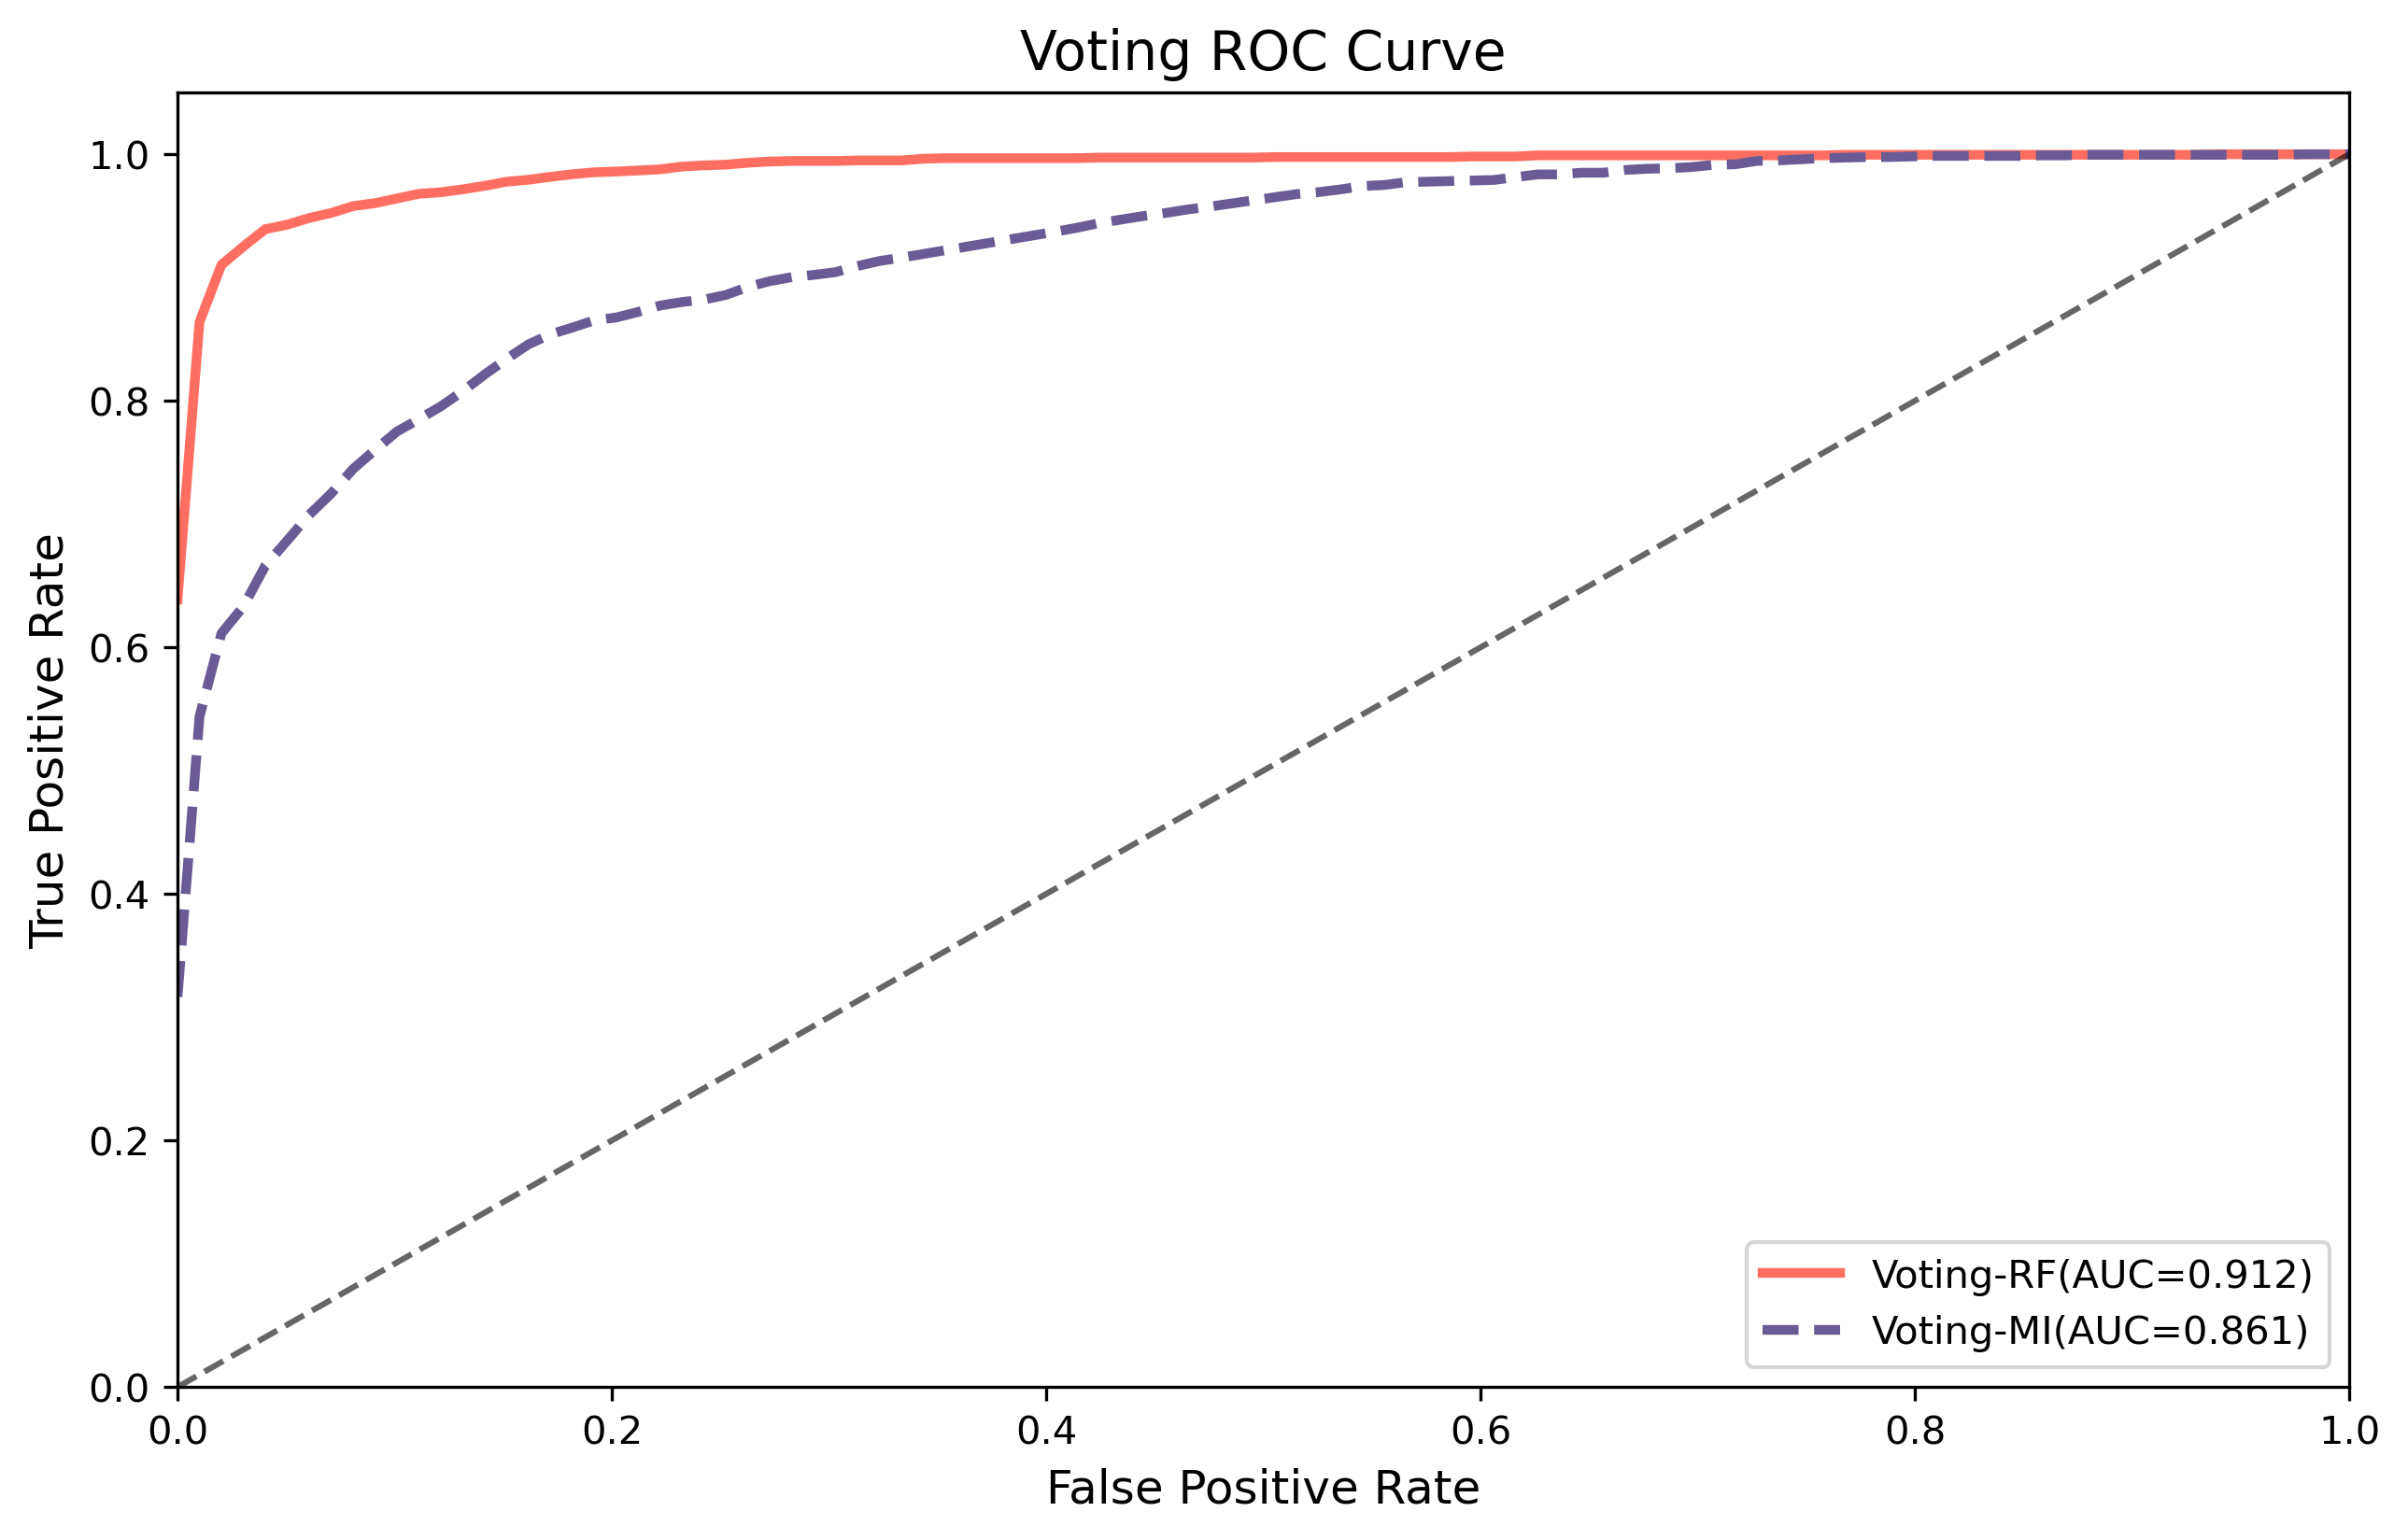 Voting ROC Curve
True Positive Rate
1.0
0.8
0.6
0.4
0.2
0.0
0.0 0.2 0.4 0.6 0.8 1.0
False Positive Rate
Voting-RF(AUC=0.912)
Voting-MI(AUC=0.861)